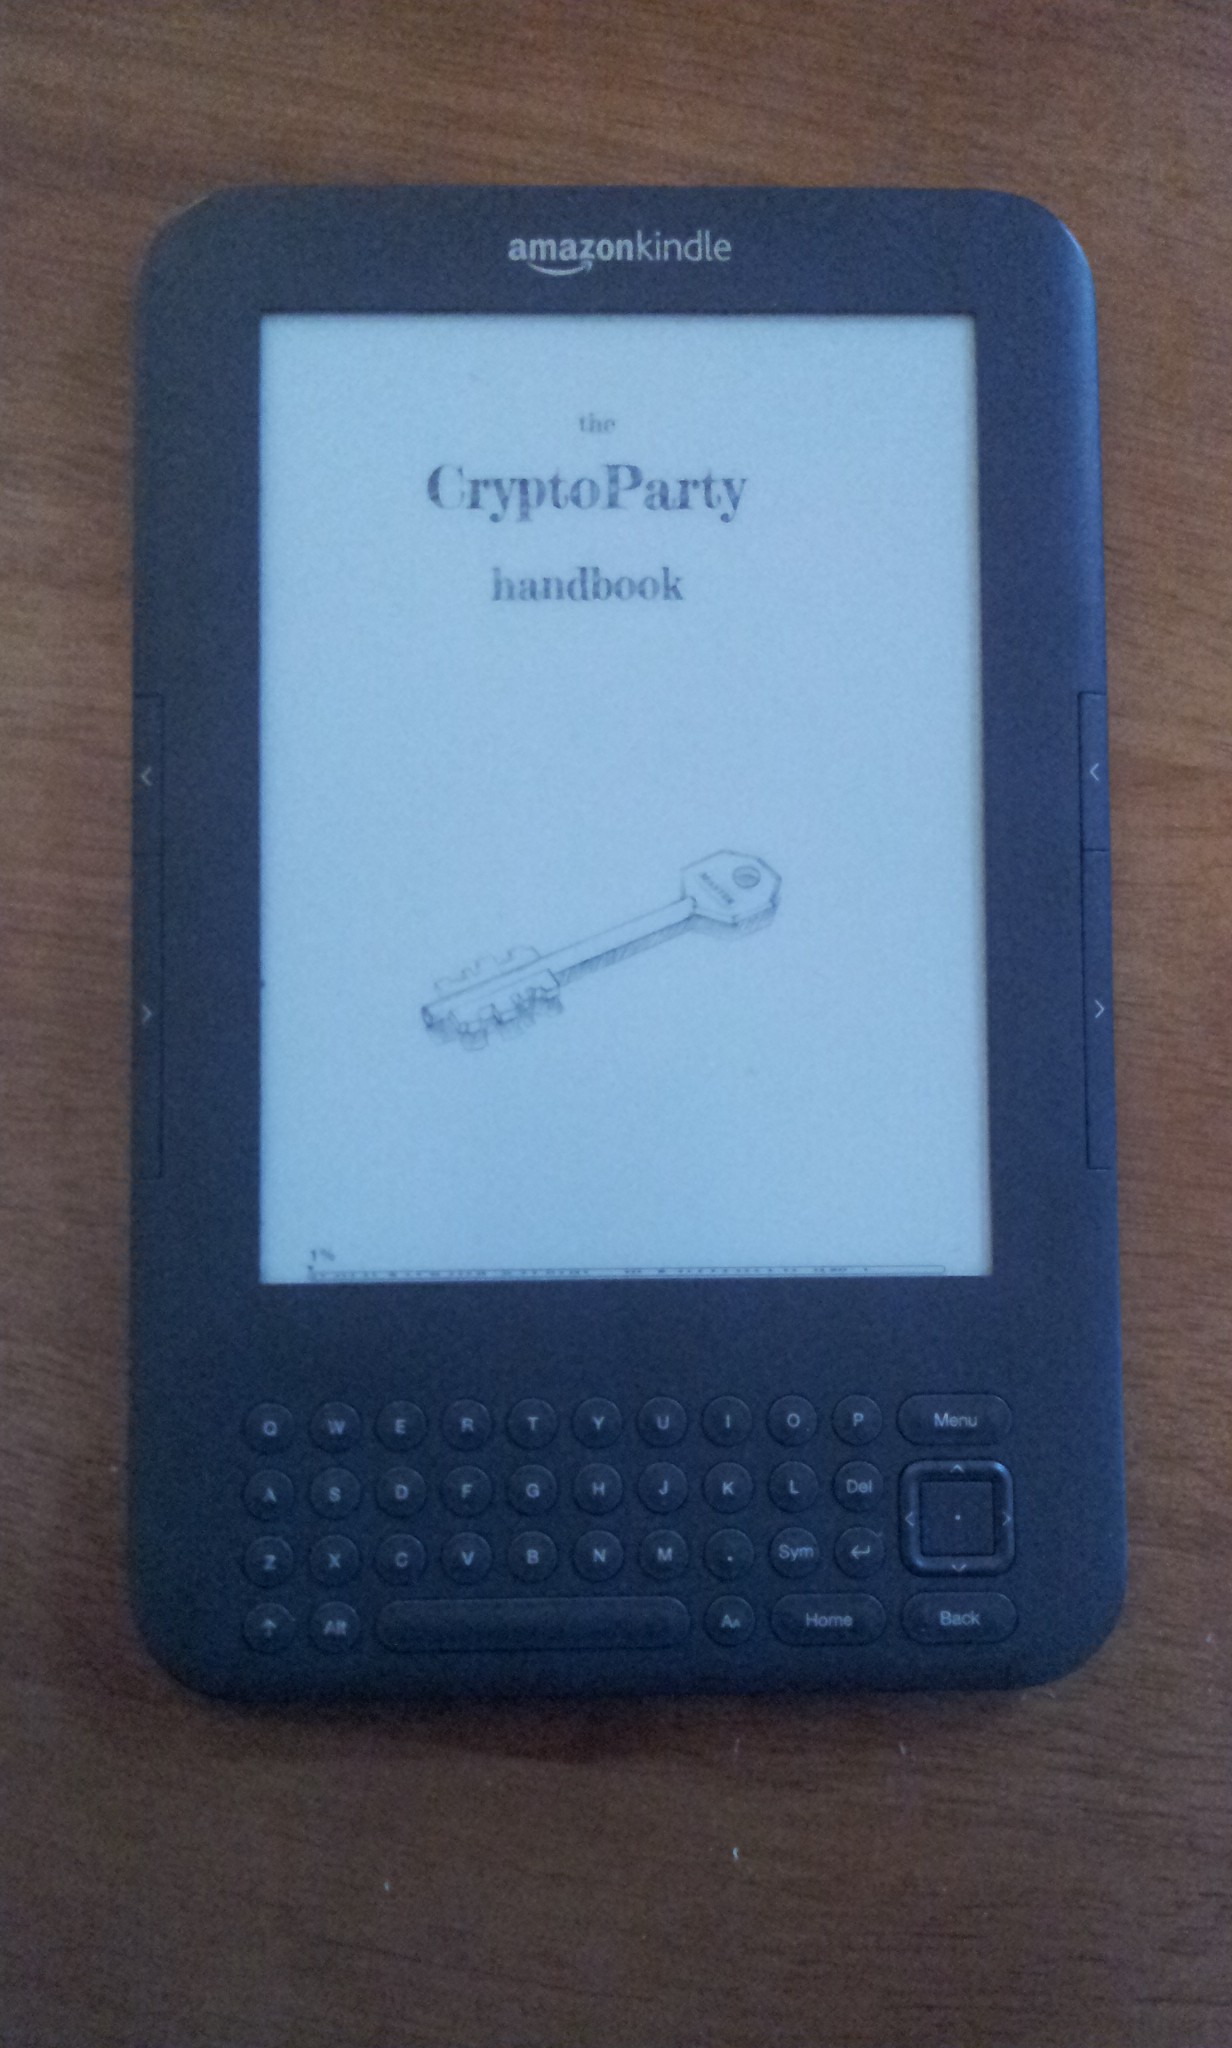 amazonkindle
the
CryptoParty
handbook
1%
Q W E R T Y U I O P Menu
A S D F G H J K L Del
Z X C V B N M . Sym
Alt AA Home Back